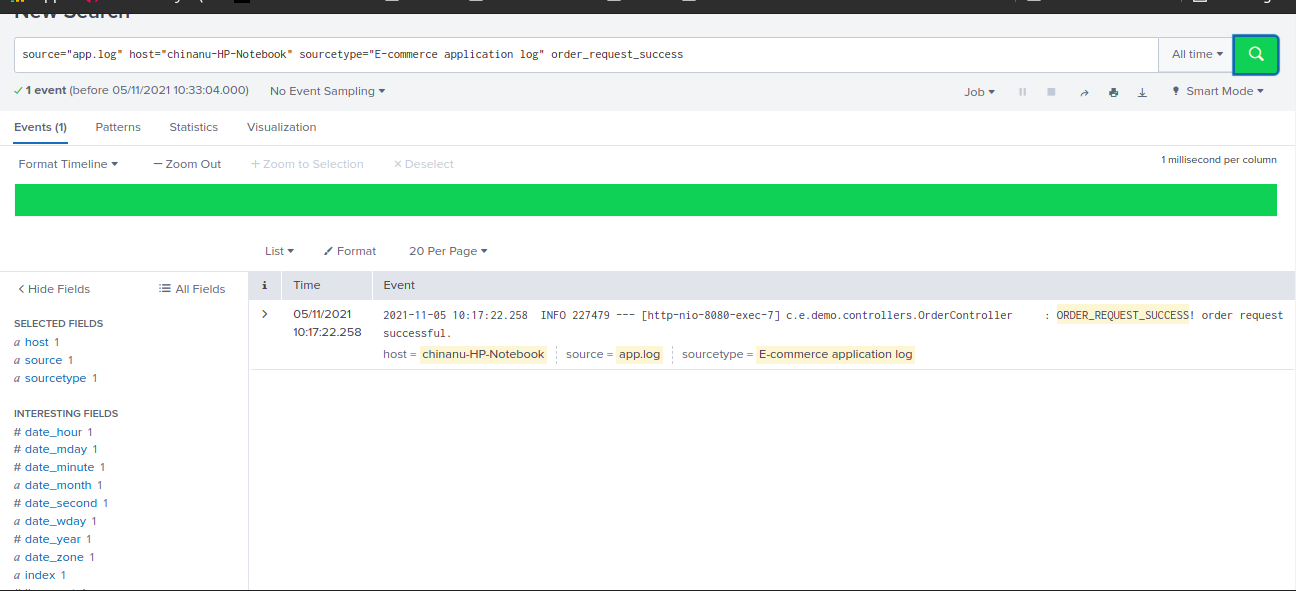 New Search
source="app.log" host="chinanu-HP-Notebook" sourcetype="E-commerce application log" order_request_success
All time
1 event (before 05/11/2021 10:33:04.000)
No Event Sampling
Job
Smart Mode
Events (1)
Patterns
Statistics
Visualization
Format Timeline
— Zoom Out
+ Zoom to Selection
× Deselect
1 millisecond per column
List
Format
20 Per Page
Hide Fields
All Fields
i
Time
Event
SELECTED FIELDS
a host 1
a source 1
a sourcetype 1
05/11/2021
10:17:22.258
2021-11-05 10:17:22.258  INFO 227479 --- [http-nio-8080-exec-7] c.e.demo.controllers.OrderController     : ORDER_REQUEST_SUCCESS! order request
successful.
host = chinanu-HP-Notebook
source = app.log
sourcetype = E-commerce application log
INTERESTING FIELDS
# date_hour 1
# date_mday 1
# date_minute 1
a date_month 1
# date_second 1
a date_wday 1
# date_year 1
a date_zone 1
a index 1